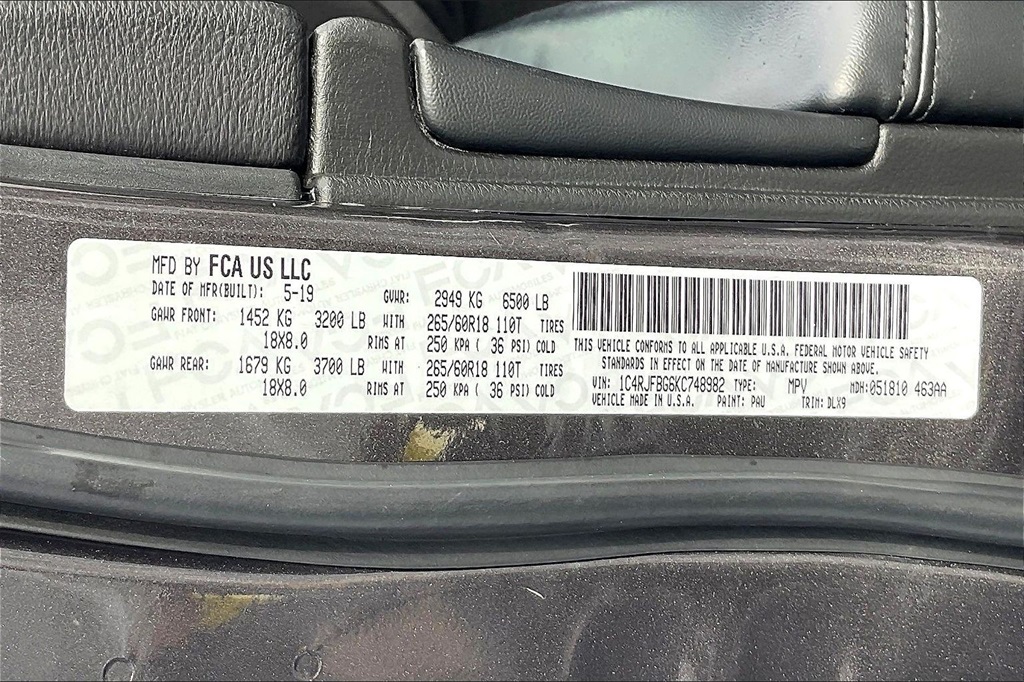 MFD BY FCA US LLC
DATE OF MFR(BUILT): 5-19 GVWR: 2949 KG 6500 LB
GAWR FRONT: 1452 KG 3200 LB WITH 265/60R18 110T TIRES
18X8.0 RIMS AT 250 KPA ( 36 PSI) COLD
GAWR REAR: 1679 KG 3700 LB WITH 265/60R18 110T TIRES
18X8.0 RIMS AT 250 KPA ( 36 PSI) COLD
THIS VEHICLE CONFORMS TO ALL APPLICABLE U.S.A. FEDERAL MOTOR VEHICLE SAFETY
STANDARDS IN EFFECT ON THE DATE OF MANUFACTURE SHOWN ABOVE.
VIN: 1C4RJFBG6KC748982 TYPE: MPV MDH:051810 463AA
VEHICLE MADE IN U.S.A. PAINT: PAU TRIM: DLX9